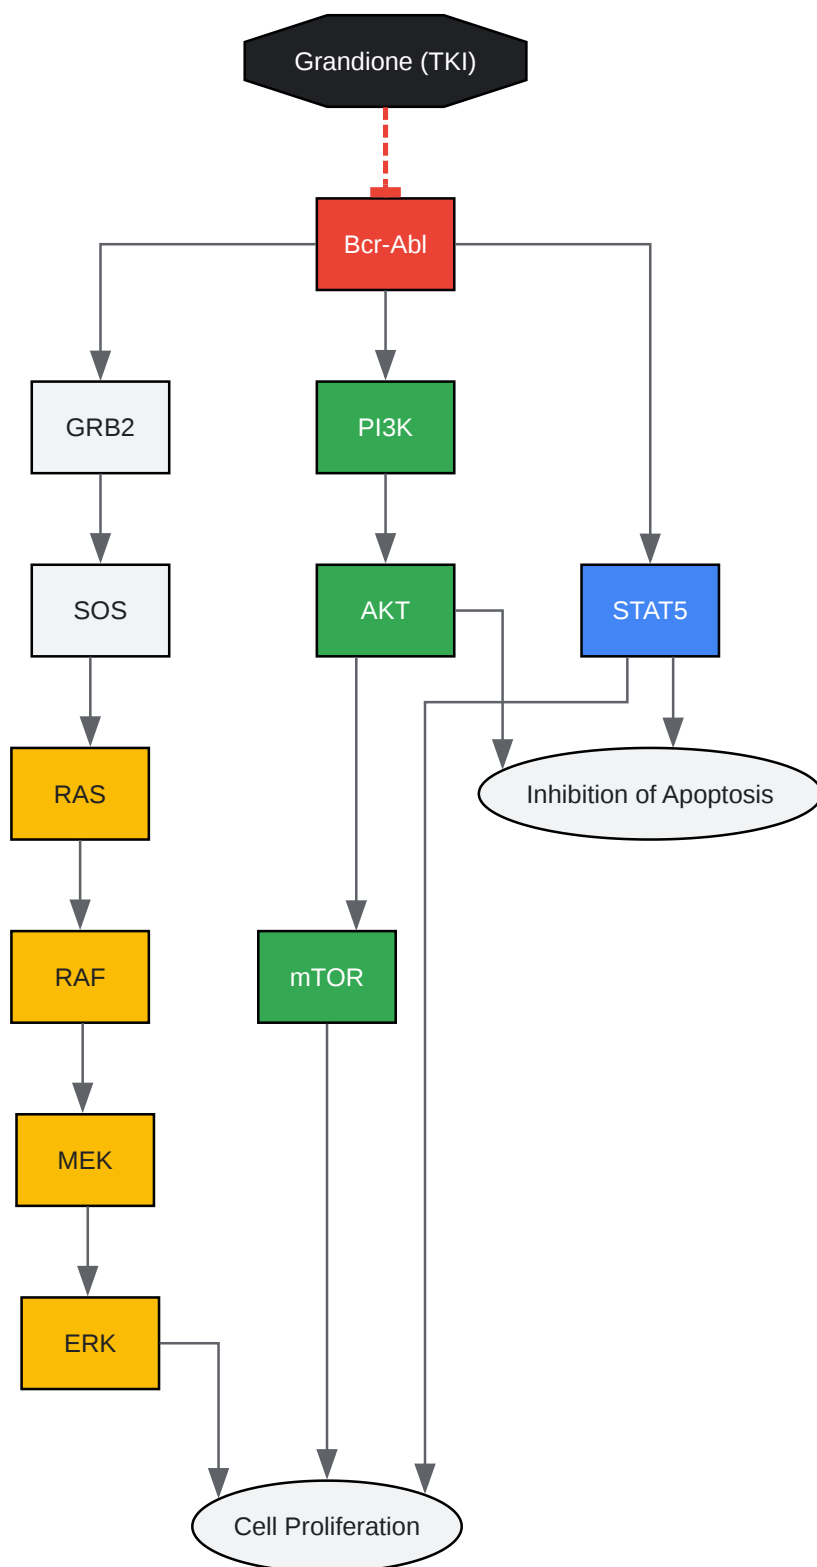 Grandione (TKI)
Bcr-Abl
GRB2
PI3K
SOS
AKT
STAT5
RAS
Inhibition of Apoptosis
RAF
mTOR
MEK
ERK
Cell Proliferation